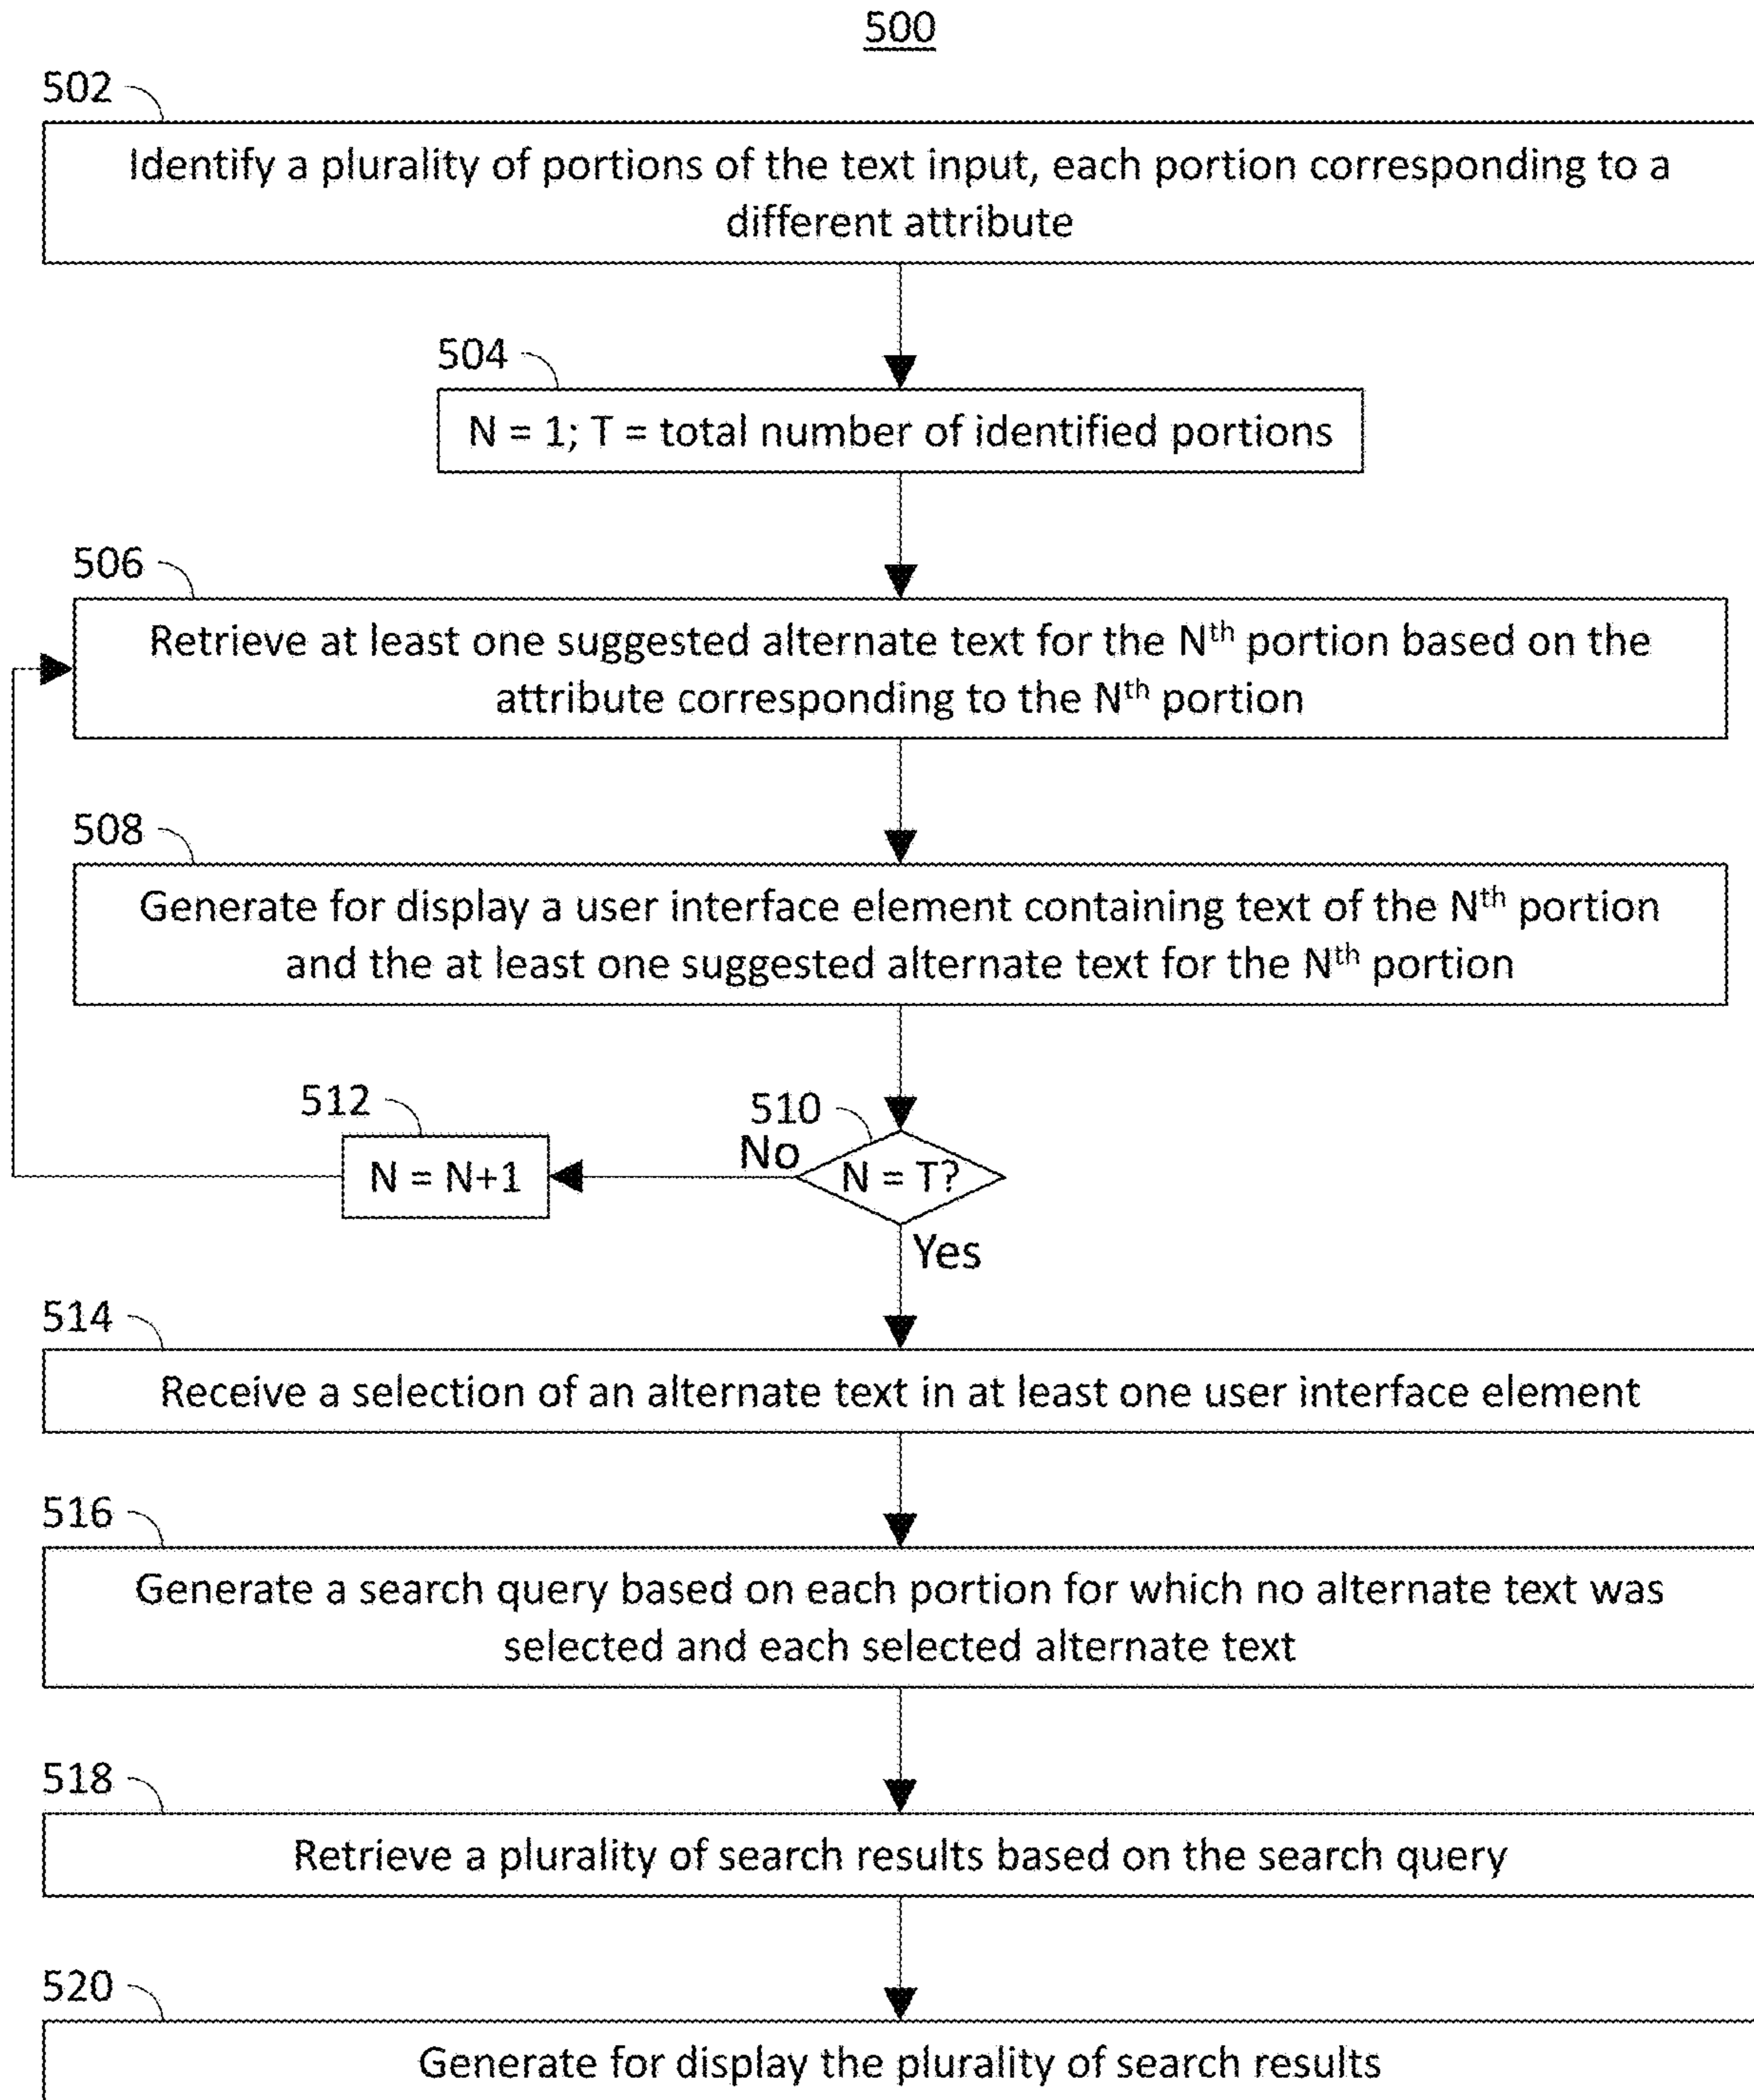 500
502
Identify a plurality of portions of the text input, each portion corresponding to a
different attribute
504
N = 1; T = total number of identified portions
506
Retrieve at least one suggested alternate text for the Nth portion based on the
attribute corresponding to the Nth portion
508
Generate for display a user interface element containing text of the Nth portion
and the at least one suggested alternate text for the Nth portion
512
510
No
N = N+1
N = T?
Yes
514
Receive a selection of an alternate text in at least one user interface element
516
Generate a search query based on each portion for which no alternate text was
selected and each selected alternate text
518
Retrieve a plurality of search results based on the search query
520
Generate for display the plurality of search results